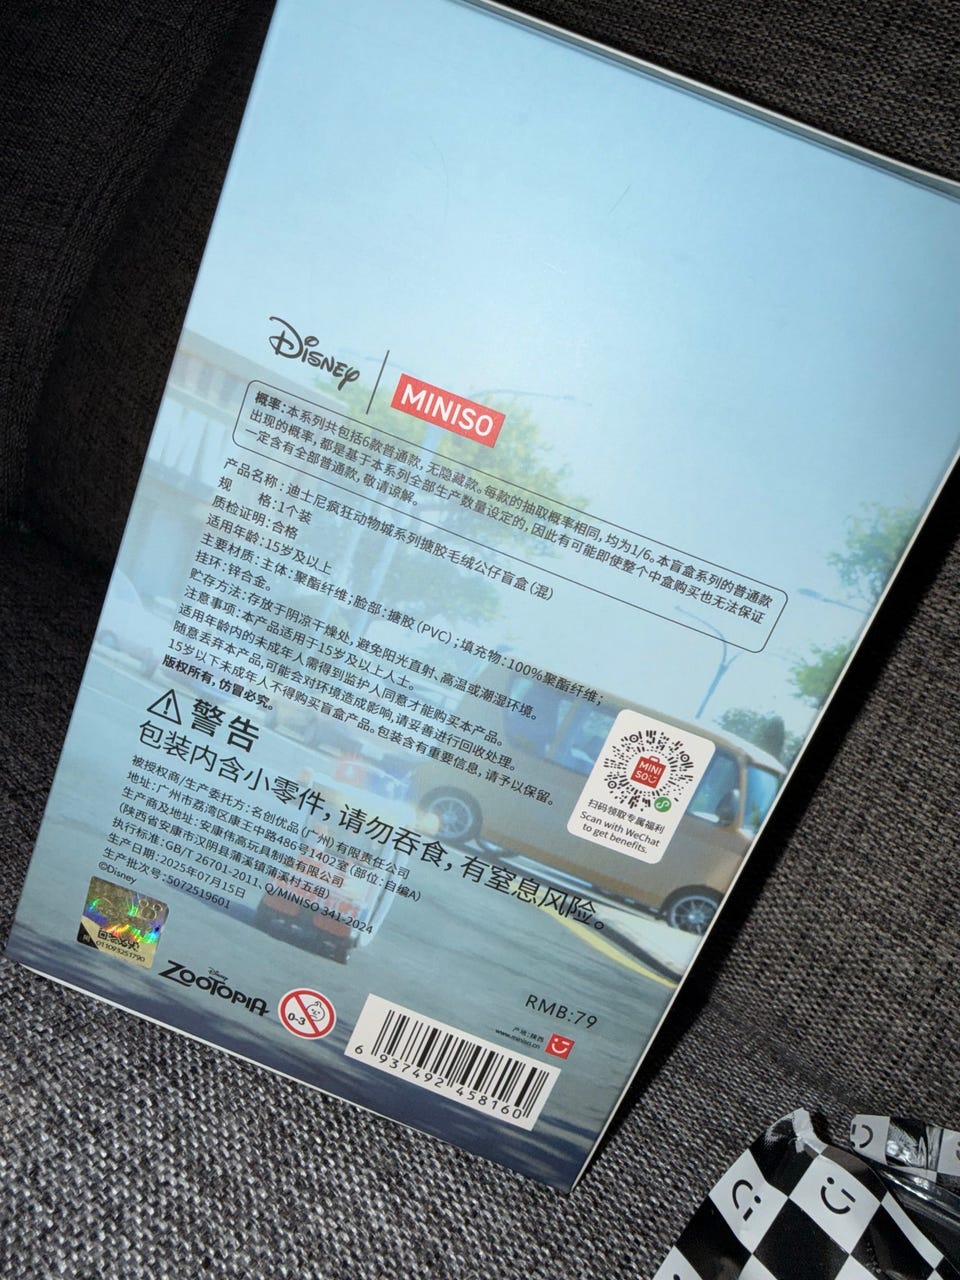 Disney
MINISO
概率：本系列共包括6款普通款，无隐藏款。每款的抽取概率相同，均为1/6。本盲盒系列的普通款
出现的概率，都是基于本系列全部生产数量设定的，因此有可能即使整个中盒购买也无法保证
一定含有全部普通款，敬请谅解。
产品名称：迪士尼疯狂动物城系列搪胶毛绒公仔盲盒（混）
规 格：1个装
质检证明：合格
适用年龄：15岁及以上
主要材质：主体：聚酯纤维；脸部：搪胶（PVC）；填充物：100%聚酯纤维；
挂环：锌合金。
贮存方法：存放于阴凉干燥处，避免阳光直射、高温或潮湿环境。
注意事项：本产品适用于15岁及以上人士。
适用年龄内的未成年人需得到监护人同意才能购买本产品。
随意丢弃本产品，可能会对环境造成影响，请妥善进行回收处理。
15岁以下未成年人不得购买盲盒产品。包装含有重要信息，请予以保留。
版权所有，仿冒必究。
警告
包装内含小零件，请勿吞食，有窒息风险。
MINISO
扫码领取专属福利
Scan with WeChat
to get benefits.
被授权商/生产委托方：名创优品（广州）有限责任公司
地址：广州市荔湾区康王中路486号1402室（部位：自编A）
生产商及地址：安康伟高玩具制造有限公司
（陕西省安康市汉阴县蒲溪镇蒲溪村五组）
执行标准：GB/T 26701-2011、Q/MINISO 341-2024
生产日期：2025年07月15日
生产批次号：5072519601
©Disney
011093251790
Disney
ZOOTOPIA
0-3
RMB:79
产地：陕西
www.miniso.cn
6 937492 458160